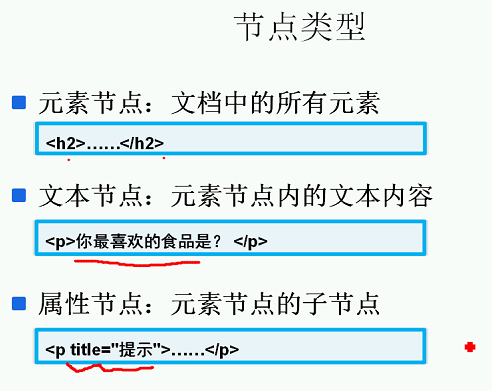 节点类型
元素节点：文档中的所有元素
<h2>……</h2>
文本节点：元素节点内的文本内容
<p>你最喜欢的食品是？</p>
属性节点：元素节点的子节点
<p title="提示">……</p>